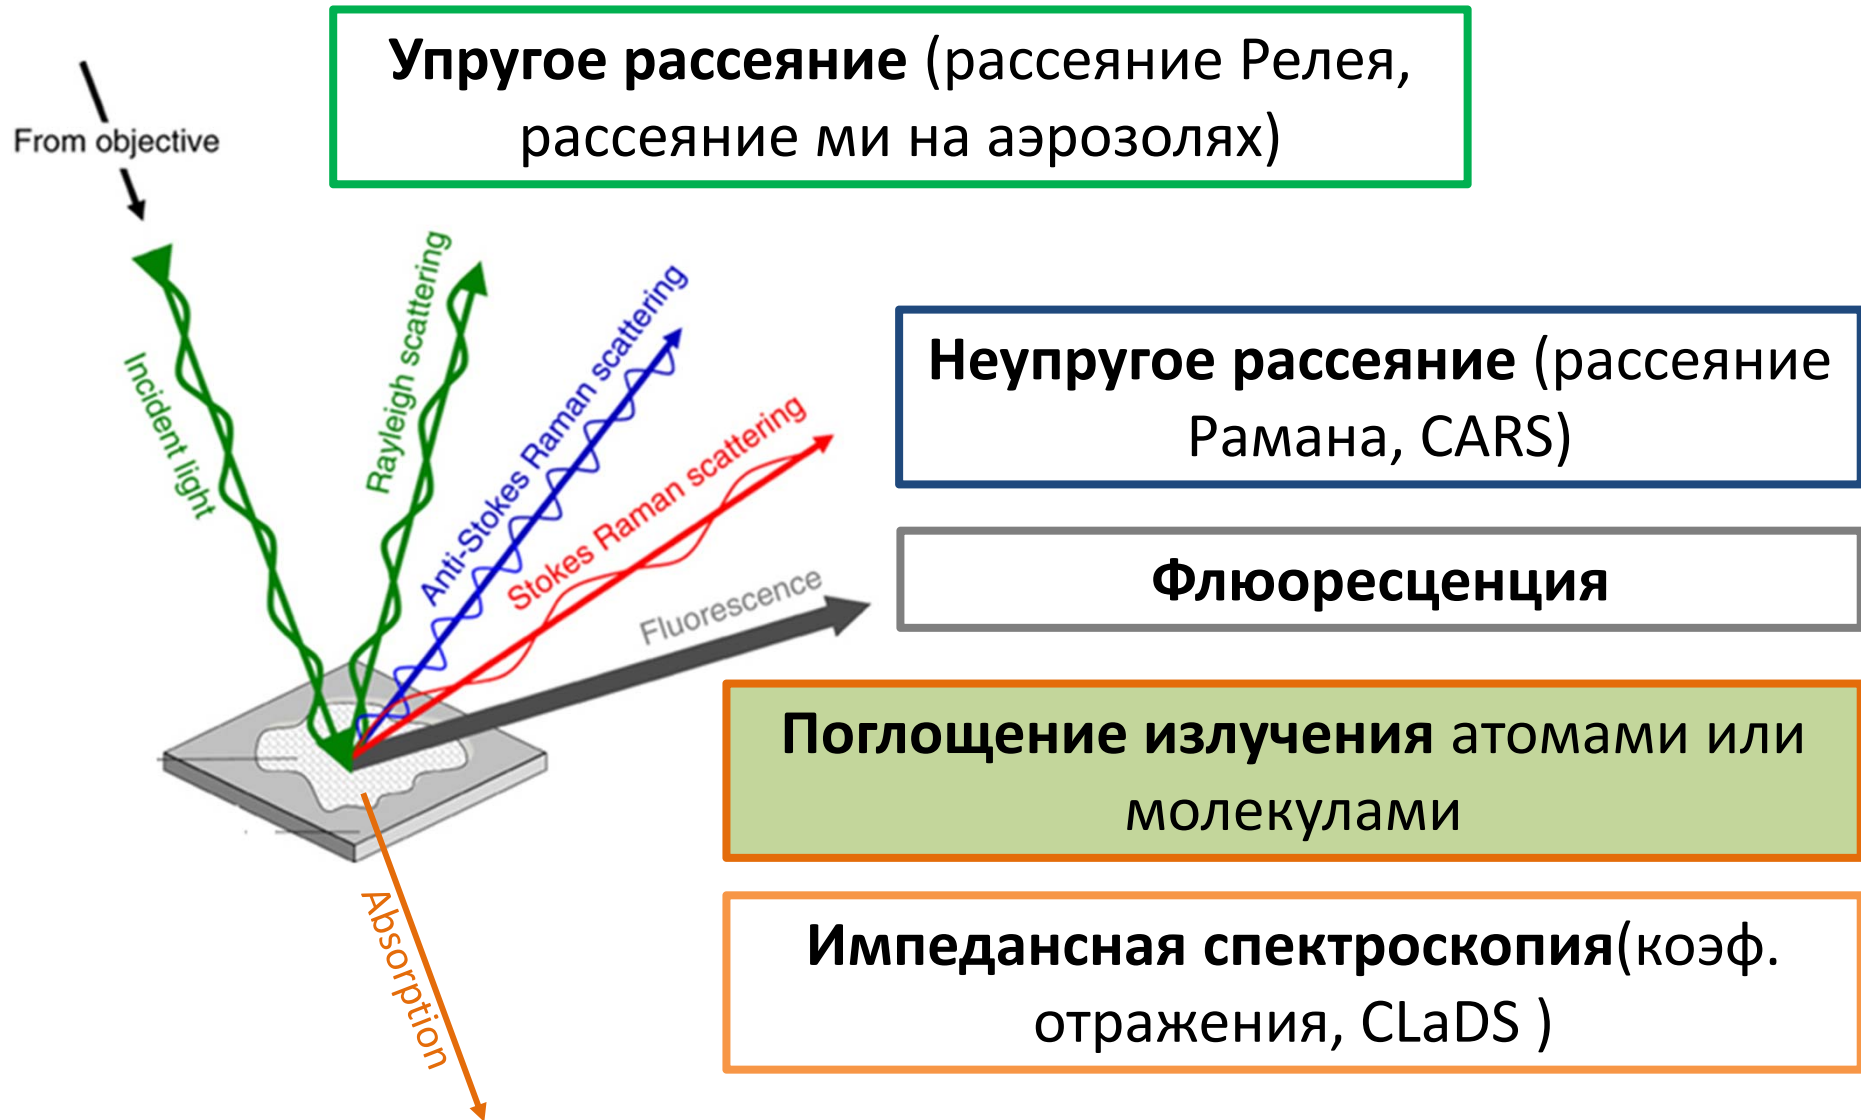 Упругое рассеяние (рассеяние Релея,
рассеяние ми на аэрозолях)
From objective
Incident light
Rayleigh scattering
Anti-Stokes Raman scattering
Stokes Raman scattering
Fluorescence
Absorption
Неупругое рассеяние (рассеяние
Рамана, CARS)
Флюоресценция
Поглощение излучения атомами или
молекулами
Импедансная спектроскопия(коэф.
отражения, CLaDS )